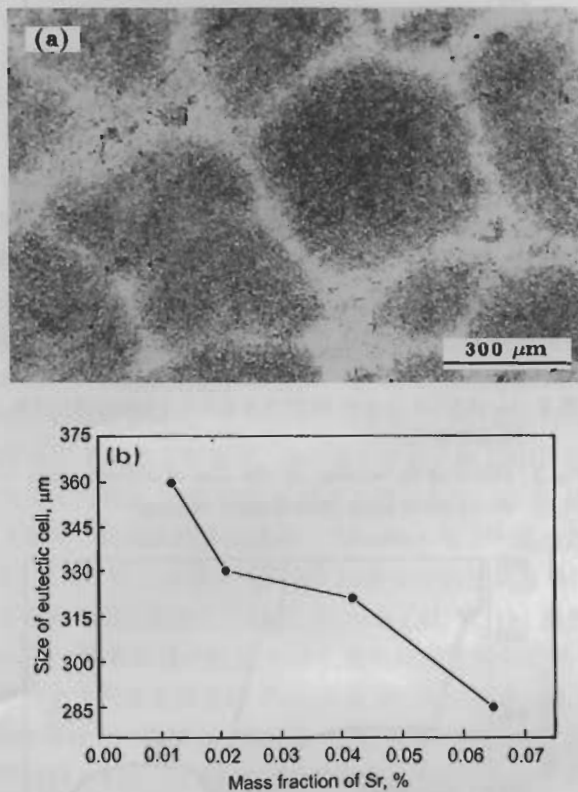 (a)
300 μm
(b)
375
360
345
330
315
300
285
Size of eutectic cell, μm
0.00 0.01 0.02 0.03 0.04 0.05 0.06 0.07
Mass fraction of Sr, %